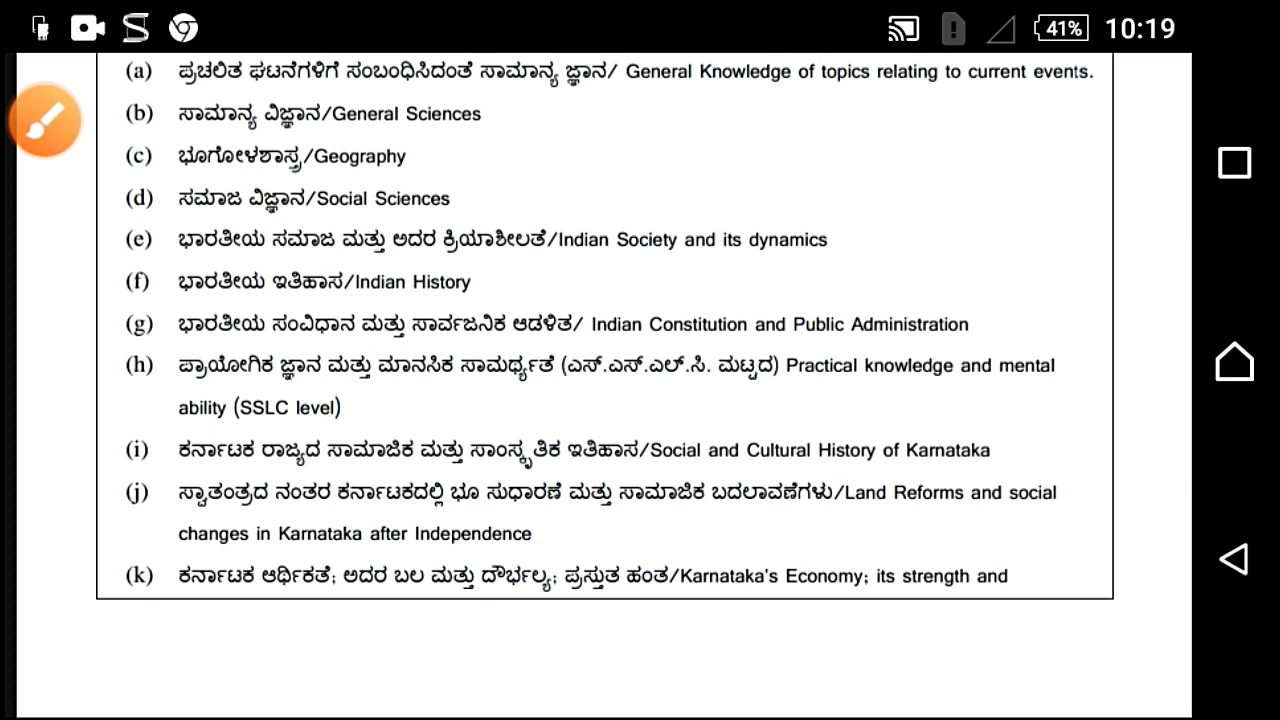 41% 10:19
(a) ಪ್ರಚಲಿತ ಘಟನೆಗಳಿಗೆ ಸಂಬಂಧಿಸಿದಂತೆ ಸಾಮಾನ್ಯ ಜ್ಞಾನ/ General Knowledge of topics relating to current events.
(b) ಸಾಮಾನ್ಯ ವಿಜ್ಞಾನ/General Sciences
(c) ಭೂಗೋಳಶಾಸ್ತ್ರ/Geography
(d) ಸಮಾಜ ವಿಜ್ಞಾನ/Social Sciences
(e) ಭಾರತೀಯ ಸಮಾಜ ಮತ್ತು ಅದರ ಕ್ರಿಯಾಶೀಲತೆ/Indian Society and its dynamics
(f) ಭಾರತೀಯ ಇತಿಹಾಸ/Indian History
(g) ಭಾರತೀಯ ಸಂವಿಧಾನ ಮತ್ತು ಸಾರ್ವಜನಿಕ ಆಡಳಿತ/ Indian Constitution and Public Administration
(h) ಪ್ರಾಯೋಗಿಕ ಜ್ಞಾನ ಮತ್ತು ಮಾನಸಿಕ ಸಾಮರ್ಥ್ಯತೆ (ಎಸ್.ಎಸ್.ಎಲ್.ಸಿ. ಮಟ್ಟದ) Practical knowledge and mental
ability (SSLC level)
(i) ಕರ್ನಾಟಕ ರಾಜ್ಯದ ಸಾಮಾಜಿಕ ಮತ್ತು ಸಾಂಸ್ಕೃತಿಕ ಇತಿಹಾಸ/Social and Cultural History of Karnataka
(j) ಸ್ವಾತಂತ್ರದ ನಂತರ ಕರ್ನಾಟಕದಲ್ಲಿ ಭೂ ಸುಧಾರಣೆ ಮತ್ತು ಸಾಮಾಜಿಕ ಬದಲಾವಣೆಗಳು/Land Reforms and social
changes in Karnataka after Independence
(k) ಕರ್ನಾಟಕ ಆರ್ಥಿಕತೆ; ಅದರ ಬಲ ಮತ್ತು ದೌರ್ಭಲ್ಯ; ಪ್ರಸ್ತುತ ಹಂತ/Karnataka's Economy; its strength and